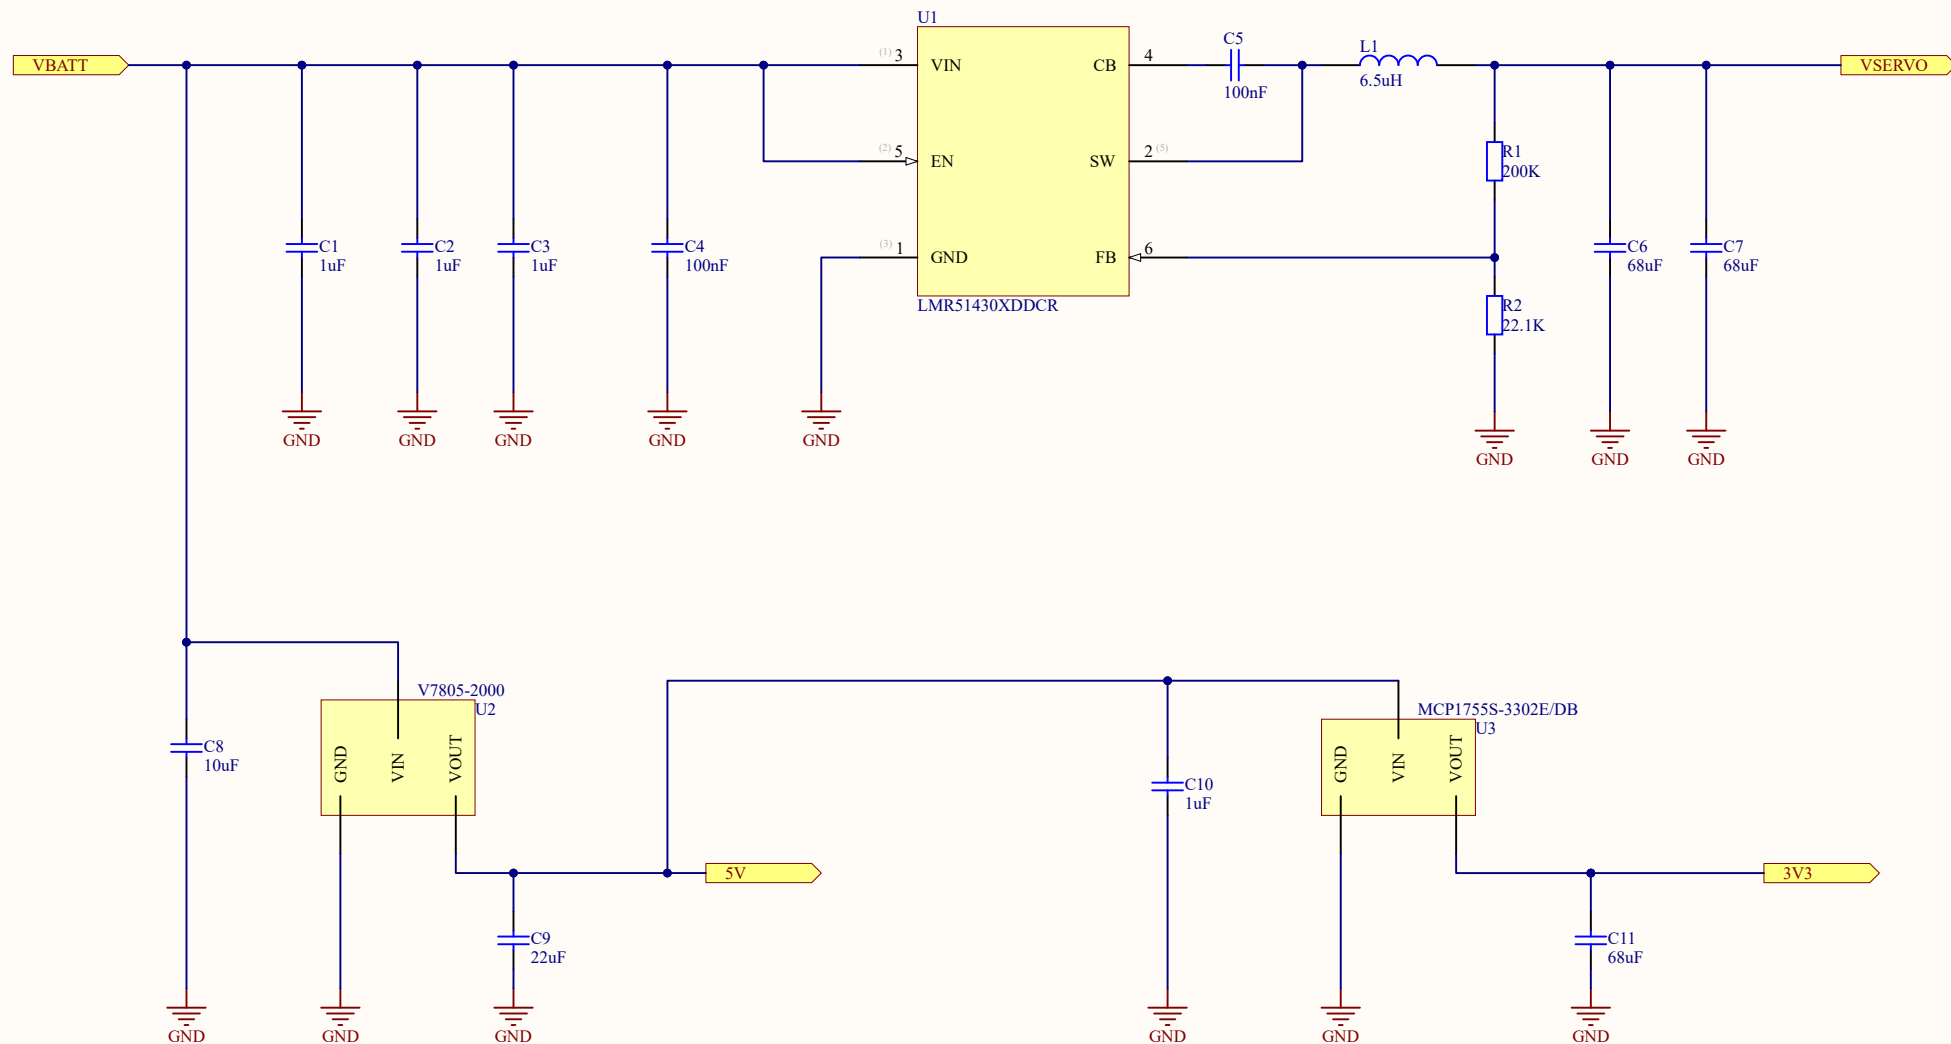 U1
VBATT
(1) 3
VIN
CB
4
C5
100nF
L1
6.5uH
VSERVO
(2) 5
EN
SW
2 (5)
R1
200K
C1
1uF
C2
1uF
C3
1uF
C4
100nF
(3) 1
GND
FB
6
C6
68uF
C7
68uF
LMR51430XDDCR
R2
22.1K
GND
GND
GND
GND
GND
GND
GND
GND
V7805-2000
U2
GND
VIN
VOUT
C8
10uF
MCP1755S-3302E/DB
U3
GND
VIN
VOUT
C10
1uF
5V
3V3
C9
22uF
C11
68uF
GND
GND
GND
GND
GND
GND